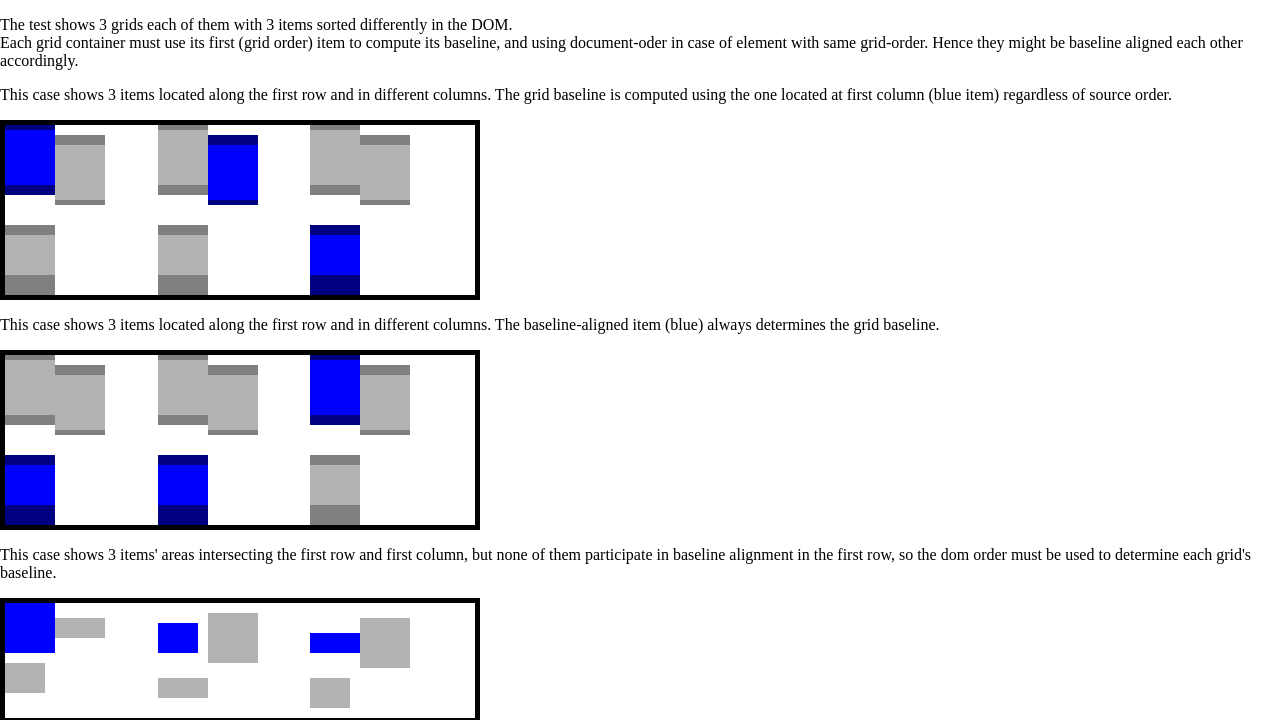 The test shows 3 grids each of them with 3 items sorted differently in the DOM.
Each grid container must use its first (grid order) item to compute its baseline, and using document-oder in case of element with same grid-order. Hence they might be baseline aligned each other
accordingly.
This case shows 3 items located along the first row and in different columns. The grid baseline is computed using the one located at first column (blue item) regardless of source order.
This case shows 3 items located along the first row and in different columns. The baseline-aligned item (blue) always determines the grid baseline.
This case shows 3 items' areas intersecting the first row and first column, but none of them participate in baseline alignment in the first row, so the dom order must be used to determine each grid's
baseline.